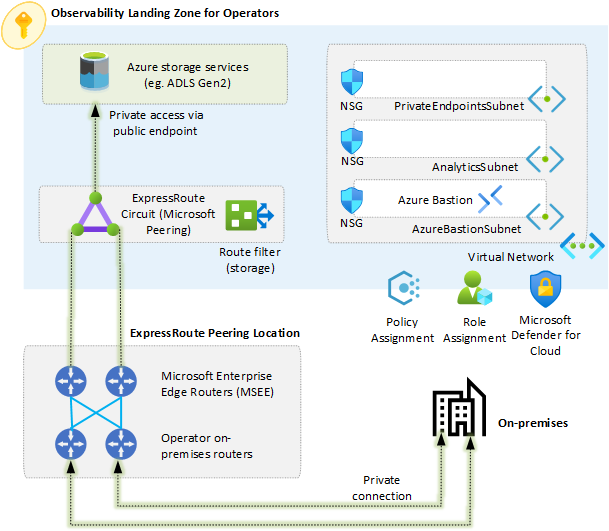 Observability Landing Zone for Operators
Azure storage services
(eg. ADLS Gen2)
Private access via
public endpoint
ExpressRoute
Circuit (Microsoft
Peering)
Route filter
(storage)
NSG
PrivateEndpointsSubnet
NSG
AnalyticsSubnet
Azure Bastion
NSG
AzureBastionSubnet
Virtual Network
Policy
Assignment
Role
Assignment
Microsoft
Defender for
Cloud
ExpressRoute Peering Location
Microsoft Enterprise
Edge Routers (MSEE)
Operator on-
premises routers
On-premises
Private
connection